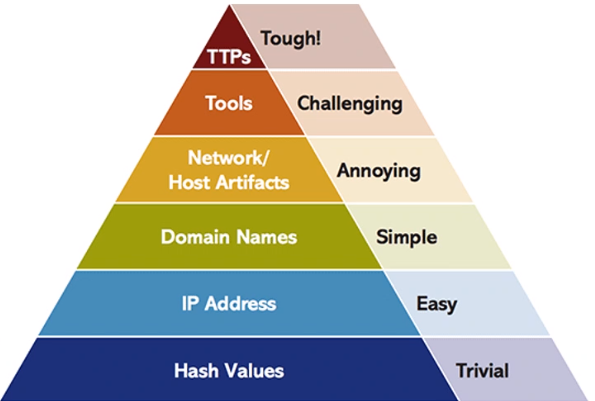 TTPs
Tough!
Tools
Challenging
Network/
Host Artifacts
Annoying
Domain Names
Simple
IP Address
Easy
Hash Values
Trivial